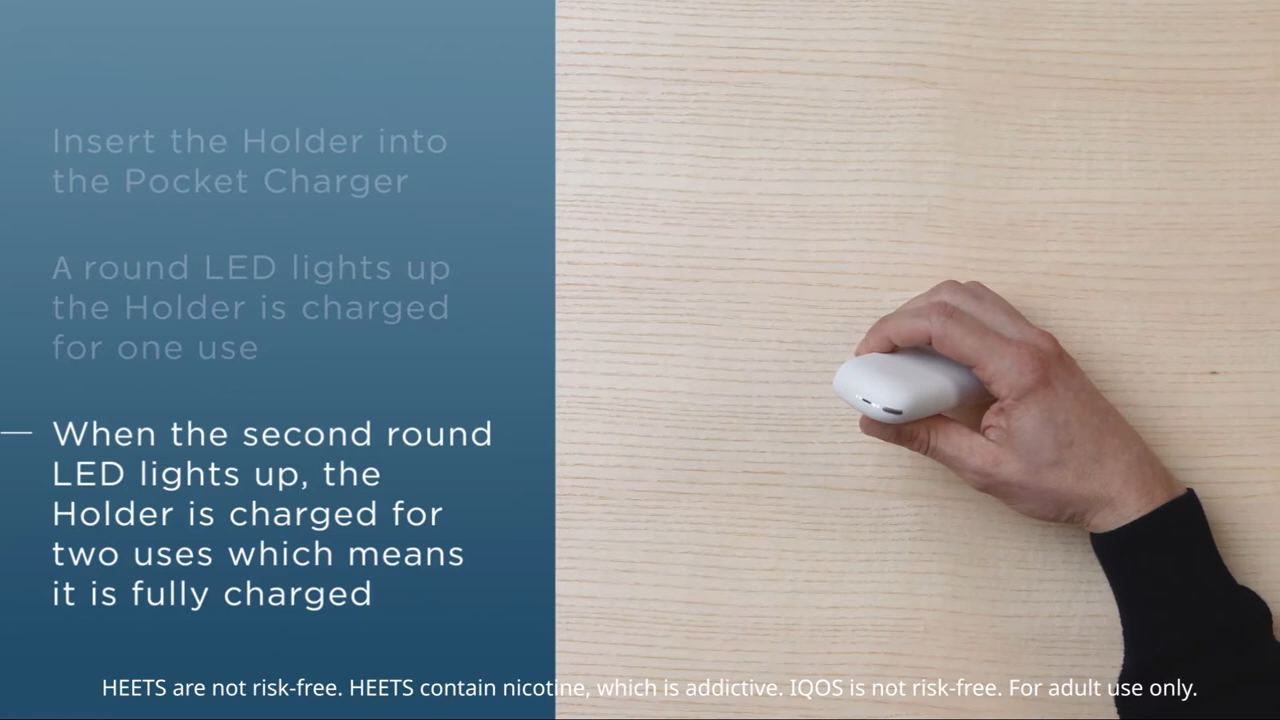 Insert the Holder into
the Pocket Charger
A round LED lights up
the Holder is charged
for one use
When the second round
LED lights up, the
Holder is charged for
two uses which means
it is fully charged
HEETS are not risk-free. HEETS contain nicotine, which is addictive. IQOS is not risk-free. For adult use only.